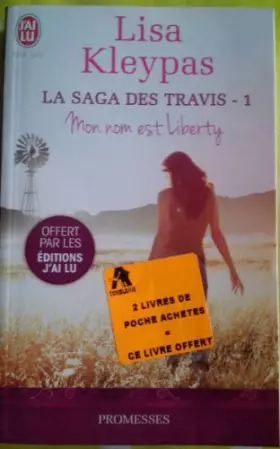 J'AI
LU
Lisa
Kleypas
LA SAGA DES TRAVIS - 1
Mon nom est Liberty
OFFERT
PAR LES
ÉDITIONS
J'AI LU
2 LIVRES DE
POCHE ACHETES
=
CE LIVRE OFFERT
PROMESSES